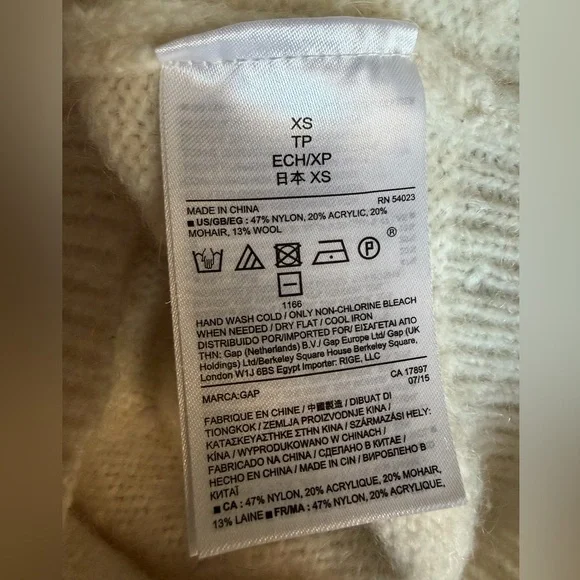 XS
TP
ECH/XP
日本 XS
RN 54023
MADE IN CHINA
■ US/GB/EG : 47% NYLON, 20% ACRYLIC, 20%
MOHAIR, 13% WOOL
P ®
1166
HAND WASH COLD / ONLY NON-CHLORINE BLEACH
WHEN NEEDED / DRY FLAT / COOL IRON
DISTRIBUTED FOR/IMPORTED FOR/ ΕΙΣΑΓΕΤΑΙ ΑΠΟ
ΤΗΝ: Gap (Netherlands) B.V./ Gap Europe Ltd/ Gap (UK
Holdings) Ltd/Berkeley Square House Berkeley Square,
London W1J 6BS Egypt Importer: RIGE, LLC
CA 17897
MARCA:GAP
07/15
FABRIQUE EN CHINE / 中國製造 / DIBUAT DI
TIONGKOK / ZEMLJA PROIZVODNJE KINA /
ΚΑΤΑΣΚΕΥΑΣΤΗΚΕ ΣΤΗΝ ΚΙΝΑ / SZÁRMAZÁSI HELY:
KÍNA / WYPRODUKOWANO W CHINACH /
FABRICADO NA CHINA / СДЕЛАНО В КИТАЕ /
HECHO EN CHINA / MADE IN CIN / ВИРОБЛЕНО В
КИТАЇ
■ CA : 47% NYLON, 20% ACRYLIQUE, 20% MOHAIR,
13% LAINE ■ FR/MA : 47% NYLON, 20% ACRYLIQUE,